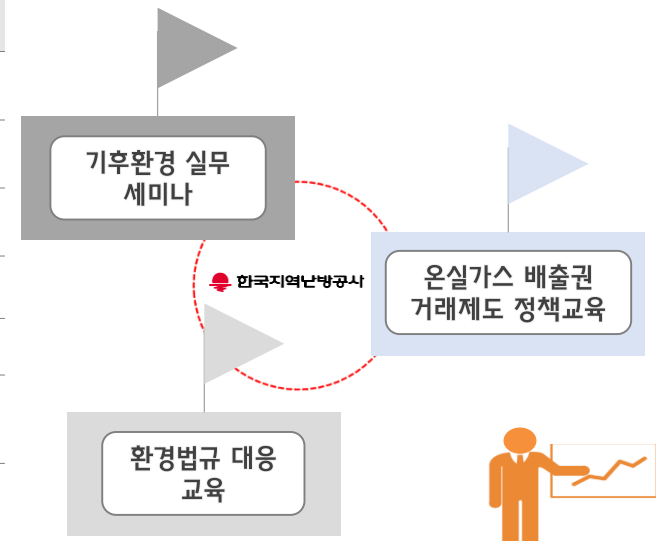 기후환경 실무
세미나
한국지역난방공사
온실가스 배출권
거래제도 정책교육
환경법규 대응
교육